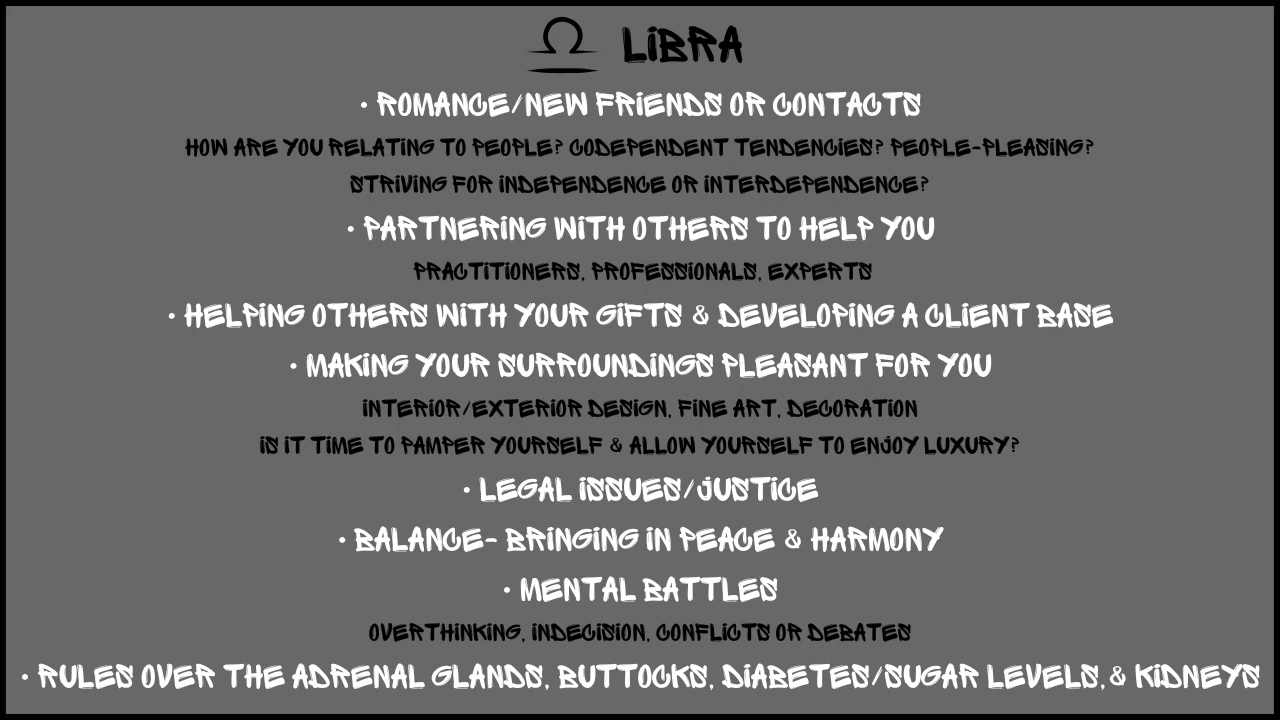 ♎ LIBRA
• ROMANCE/NEW FRIENDS OR CONTACTS
HOW ARE YOU RELATING TO PEOPLE? CODEPENDENT TENDENCIES? PEOPLE-PLEASING?
STRIVING FOR INDEPENDENCE OR INTERDEPENDENCE?
• PARTNERING WITH OTHERS TO HELP YOU
PRACTITIONERS, PROFESSIONALS, EXPERTS
• HELPING OTHERS WITH YOUR GIFTS & DEVELOPING A CLIENT BASE
• MAKING YOUR SURROUNDINGS PLEASANT FOR YOU
INTERIOR/EXTERIOR DESIGN, FINE ART, DECORATION
IS IT TIME TO PAMPER YOURSELF & ALLOW YOURSELF TO ENJOY LUXURY?
• LEGAL ISSUES/JUSTICE
• BALANCE- BRINGING IN PEACE & HARMONY
• MENTAL BATTLES
OVERTHINKING, INDECISION, CONFLICTS OR DEBATES
• RULES OVER THE ADRENAL GLANDS, BUTTOCKS, DIABETES/SUGAR LEVELS, & KIDNEYS